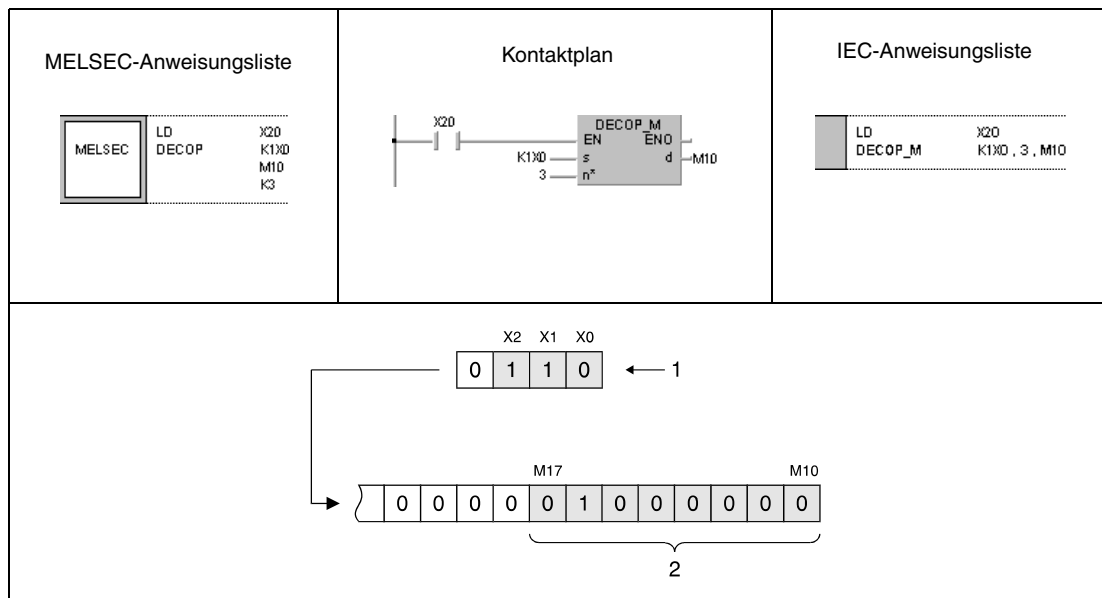 MELSEC-Anweisungsliste
MELSEC
LD X20
DECOP K1X0
M10
K3
Kontaktplan
X20
DECOP_M
EN ENO
K1X0 s d M10
3 n*
IEC-Anweisungsliste
LD X20
DECOP_M K1X0 , 3 , M10
X2 X1 X0
0 1 1 0 1
M17 M10
0 0 0 0 0 1 0 0 0 0 0 0
2